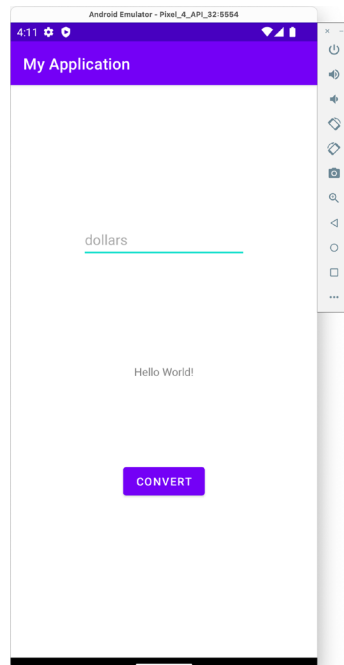 Android Emulator - Pixel_4_API_32:5554
4:11
My Application
dollars
Hello World!
CONVERT